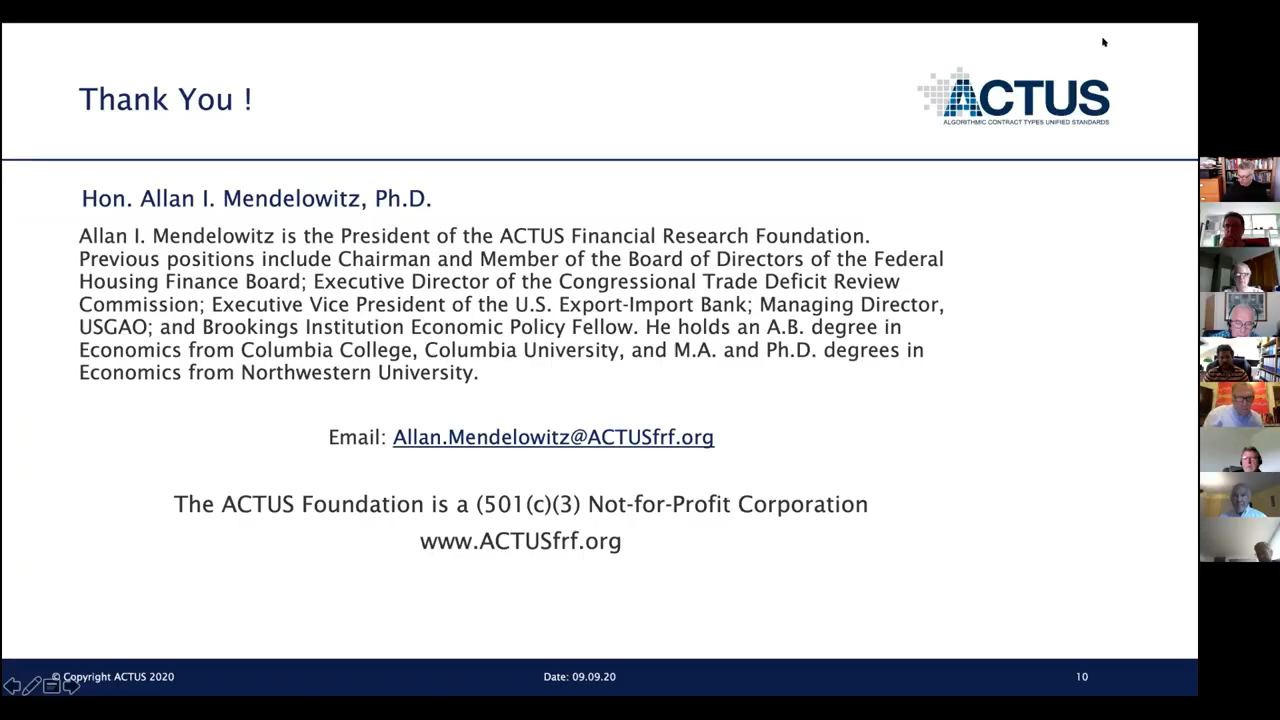 Thank You !
ACTUS
ALGORITHMIC CONTRACT TYPES UNIFIED STANDARDS
Hon. Allan I. Mendelowitz, Ph.D.
Allan I. Mendelowitz is the President of the ACTUS Financial Research Foundation.
Previous positions include Chairman and Member of the Board of Directors of the Federal
Housing Finance Board; Executive Director of the Congressional Trade Deficit Review
Commission; Executive Vice President of the U.S. Export-Import Bank; Managing Director,
USGAO; and Brookings Institution Economic Policy Fellow. He holds an A.B. degree in
Economics from Columbia College, Columbia University, and M.A. and Ph.D. degrees in
Economics from Northwestern University.
Email: Allan.Mendelowitz@ACTUSfrf.org
The ACTUS Foundation is a (501(c)(3) Not-for-Profit Corporation
www.ACTUSfrf.org
© Copyright ACTUS 2020
Date: 09.09.20
10